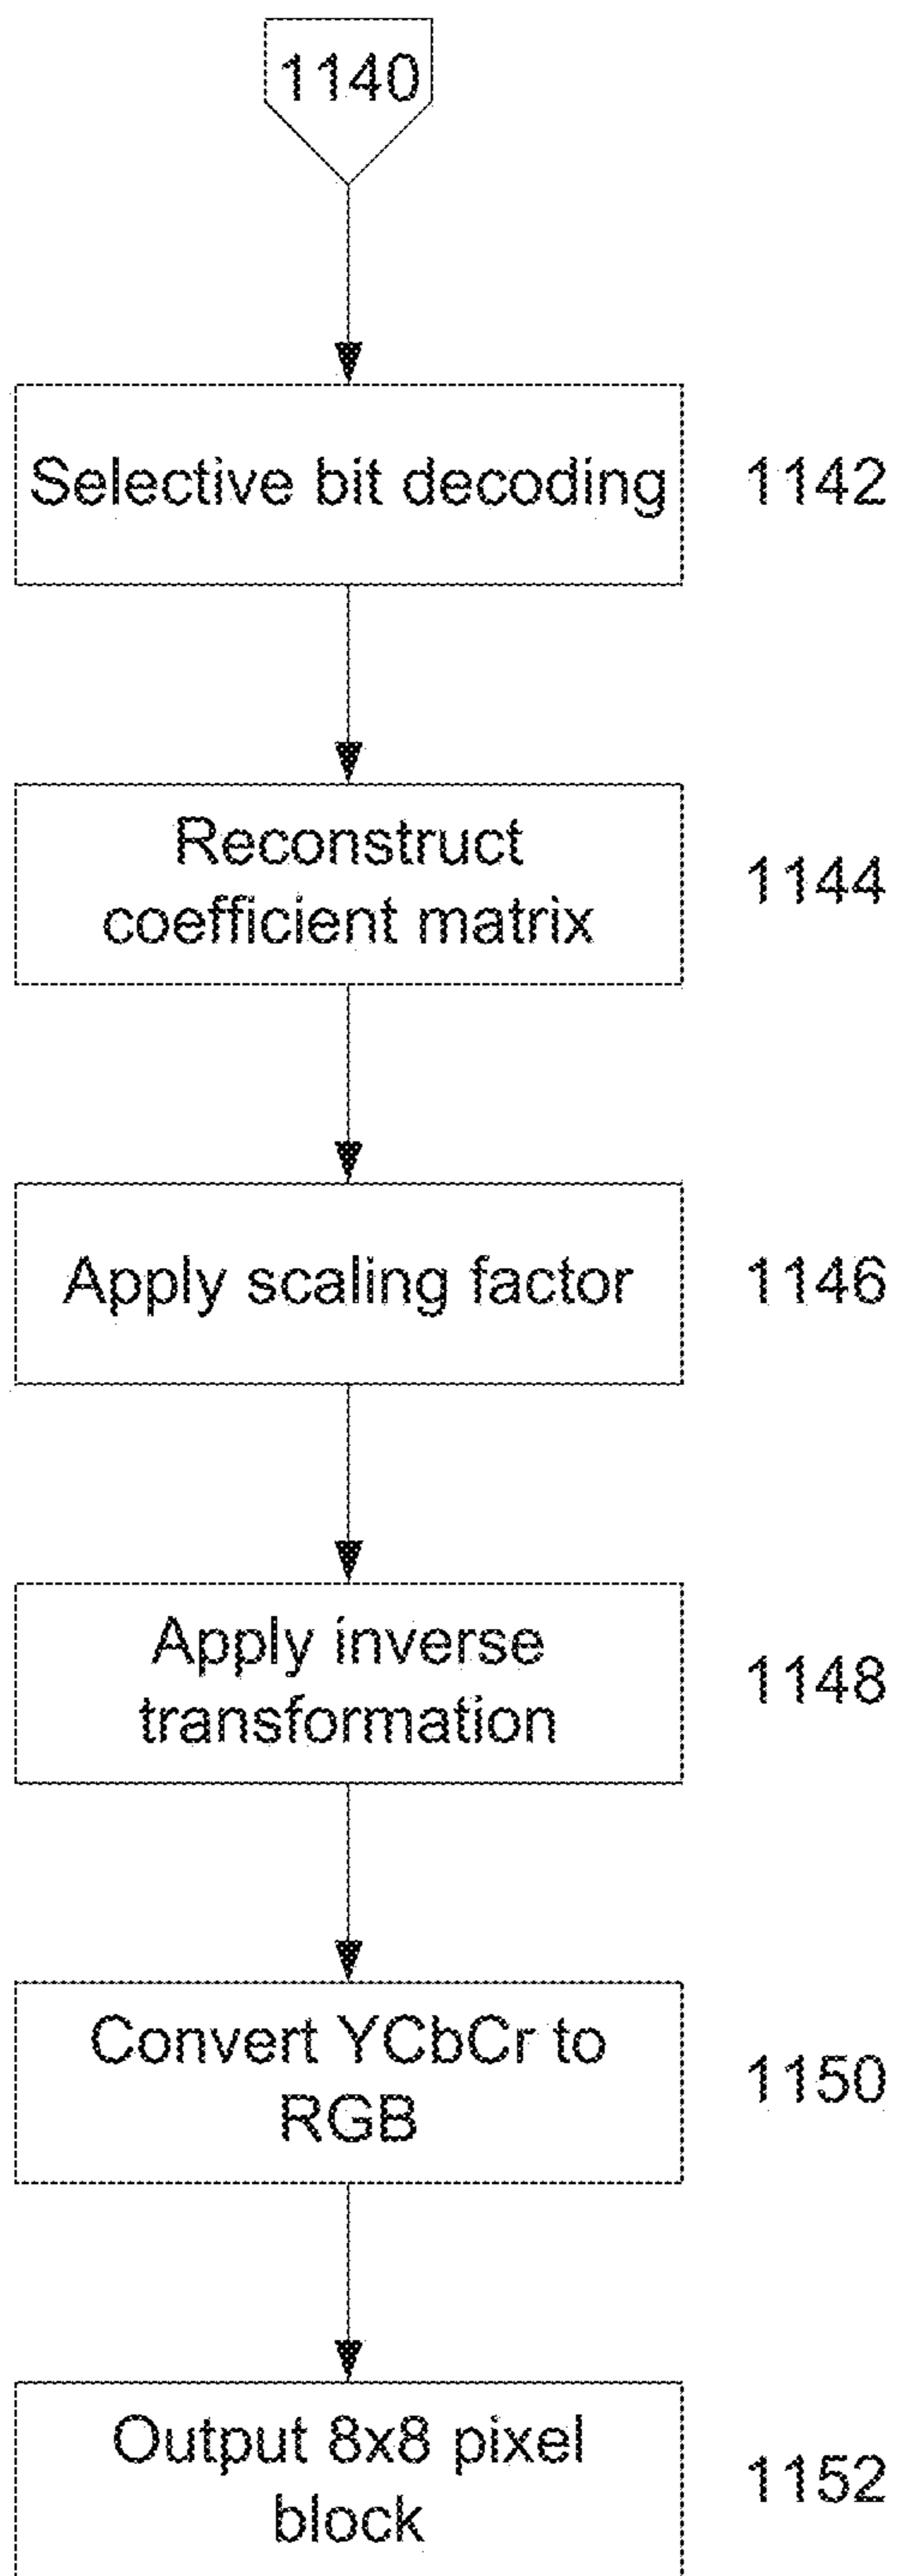 1140
Selective bit decoding
1142
Reconstruct
coefficient matrix
1144
Apply scaling factor
1146
Apply inverse
transformation
1148
Convert YCbCr to
RGB
1150
Output 8x8 pixel
block
1152